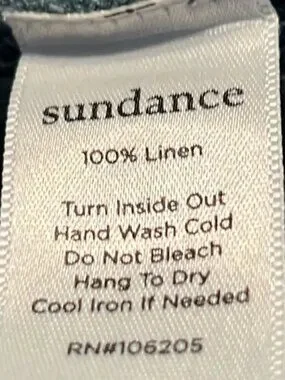 sundance
100% Linen
Turn Inside Out
Hand Wash Cold
Do Not Bleach
Hang To Dry
Cool Iron If Needed
RN#106205